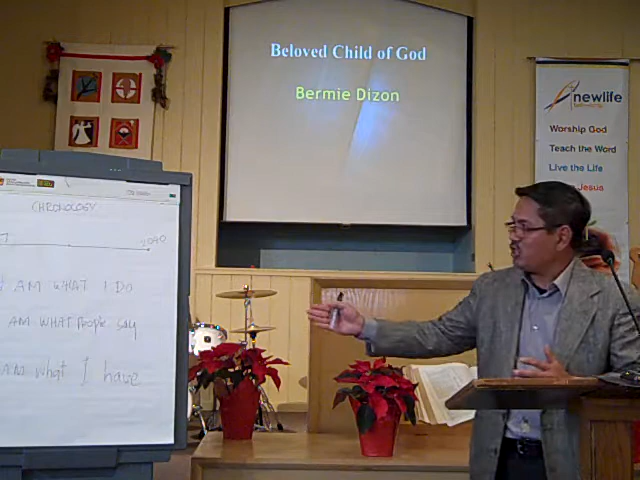 Beloved Child of God
Bermie Dizon
newlife
Worship God
Teach the Word
Live the Life
Jesus
CHRONOLOGY
2040
I AM WHAT I DO
AM WHAT People say
AM what I have